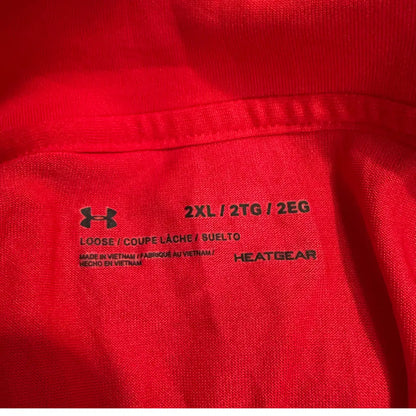 2XL / 2TG / 2EG
LOOSE / COUPE LÂCHE / SUELTO
MADE IN VIETNAM / FABRIQUÉ AU VIETNAM /
HECHO EN VIETNAM
HEATGEAR